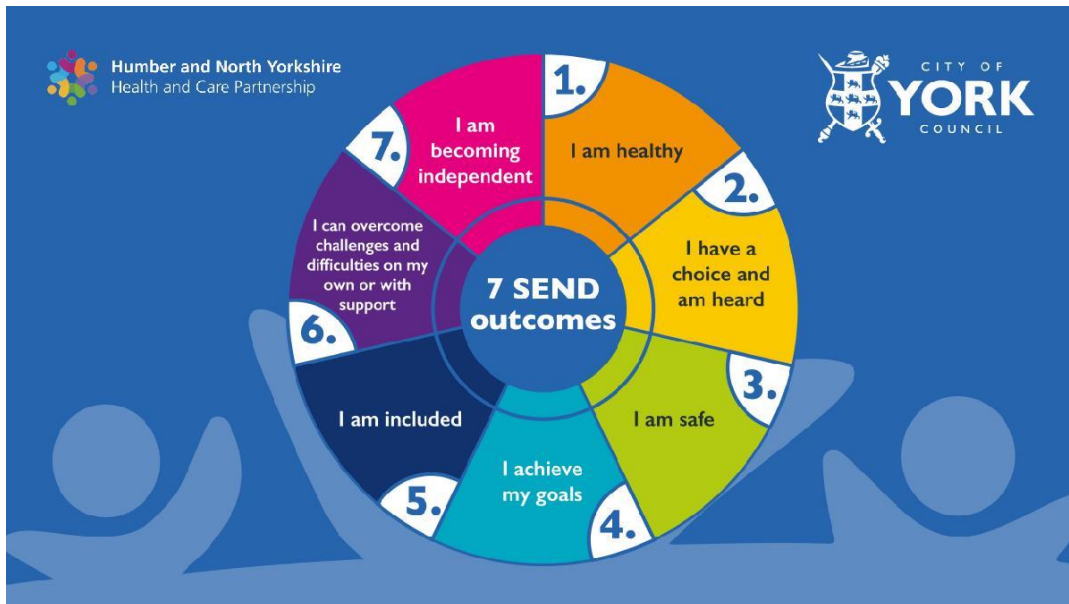 Humber and North Yorkshire
Health and Care Partnership
CITY OF
YORK
COUNCIL
7 SEND
outcomes
1.
I am healthy
2.
I have a
choice and
am heard
3.
I am safe
4.
I achieve
my goals
5.
I am included
6.
I can overcome
challenges and
difficulties on my
own or with
support
7.
I am
becoming
independent